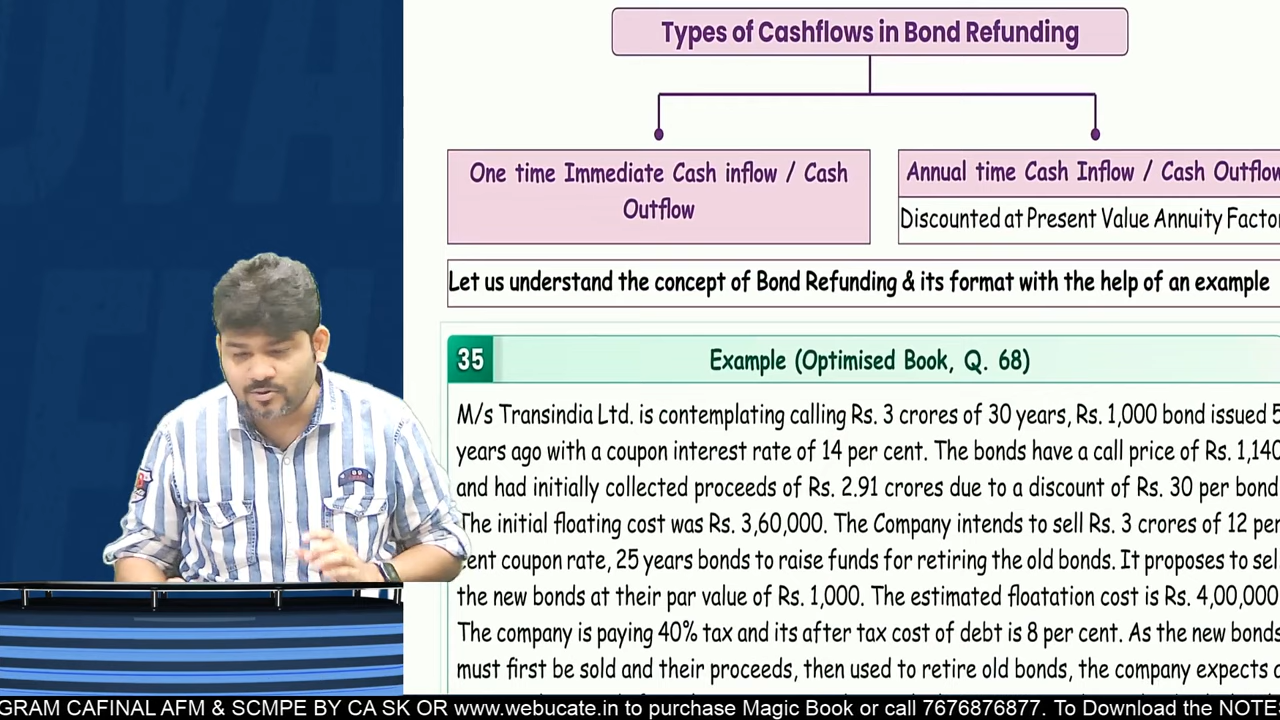 Types of Cashflows in Bond Refunding
One time Immediate Cash inflow / Cash
Outflow
Annual time Cash Inflow / Cash Outflow
Discounted at Present Value Annuity Factor
Let us understand the concept of Bond Refunding & its format with the help of an example
35
Example (Optimised Book, Q. 68)
M/s Transindia Ltd. is contemplating calling Rs. 3 crores of 30 years, Rs. 1,000 bond issued 5
years ago with a coupon interest rate of 14 per cent. The bonds have a call price of Rs. 1,140
and had initially collected proceeds of Rs. 2.91 crores due to a discount of Rs. 30 per bond
The initial floating cost was Rs. 3,60,000. The Company intends to sell Rs. 3 crores of 12 per
cent coupon rate, 25 years bonds to raise funds for retiring the old bonds. It proposes to sell
the new bonds at their par value of Rs. 1,000. The estimated floatation cost is Rs. 4,00,000
The company is paying 40% tax and its after tax cost of debt is 8 per cent. As the new bonds
must first be sold and their proceeds, then used to retire old bonds, the company expects a
GRAM CAFINAL AFM & SCMPE BY CA SK OR www.webucate.in to purchase Magic Book or call 7676876877. To Download the NOTE